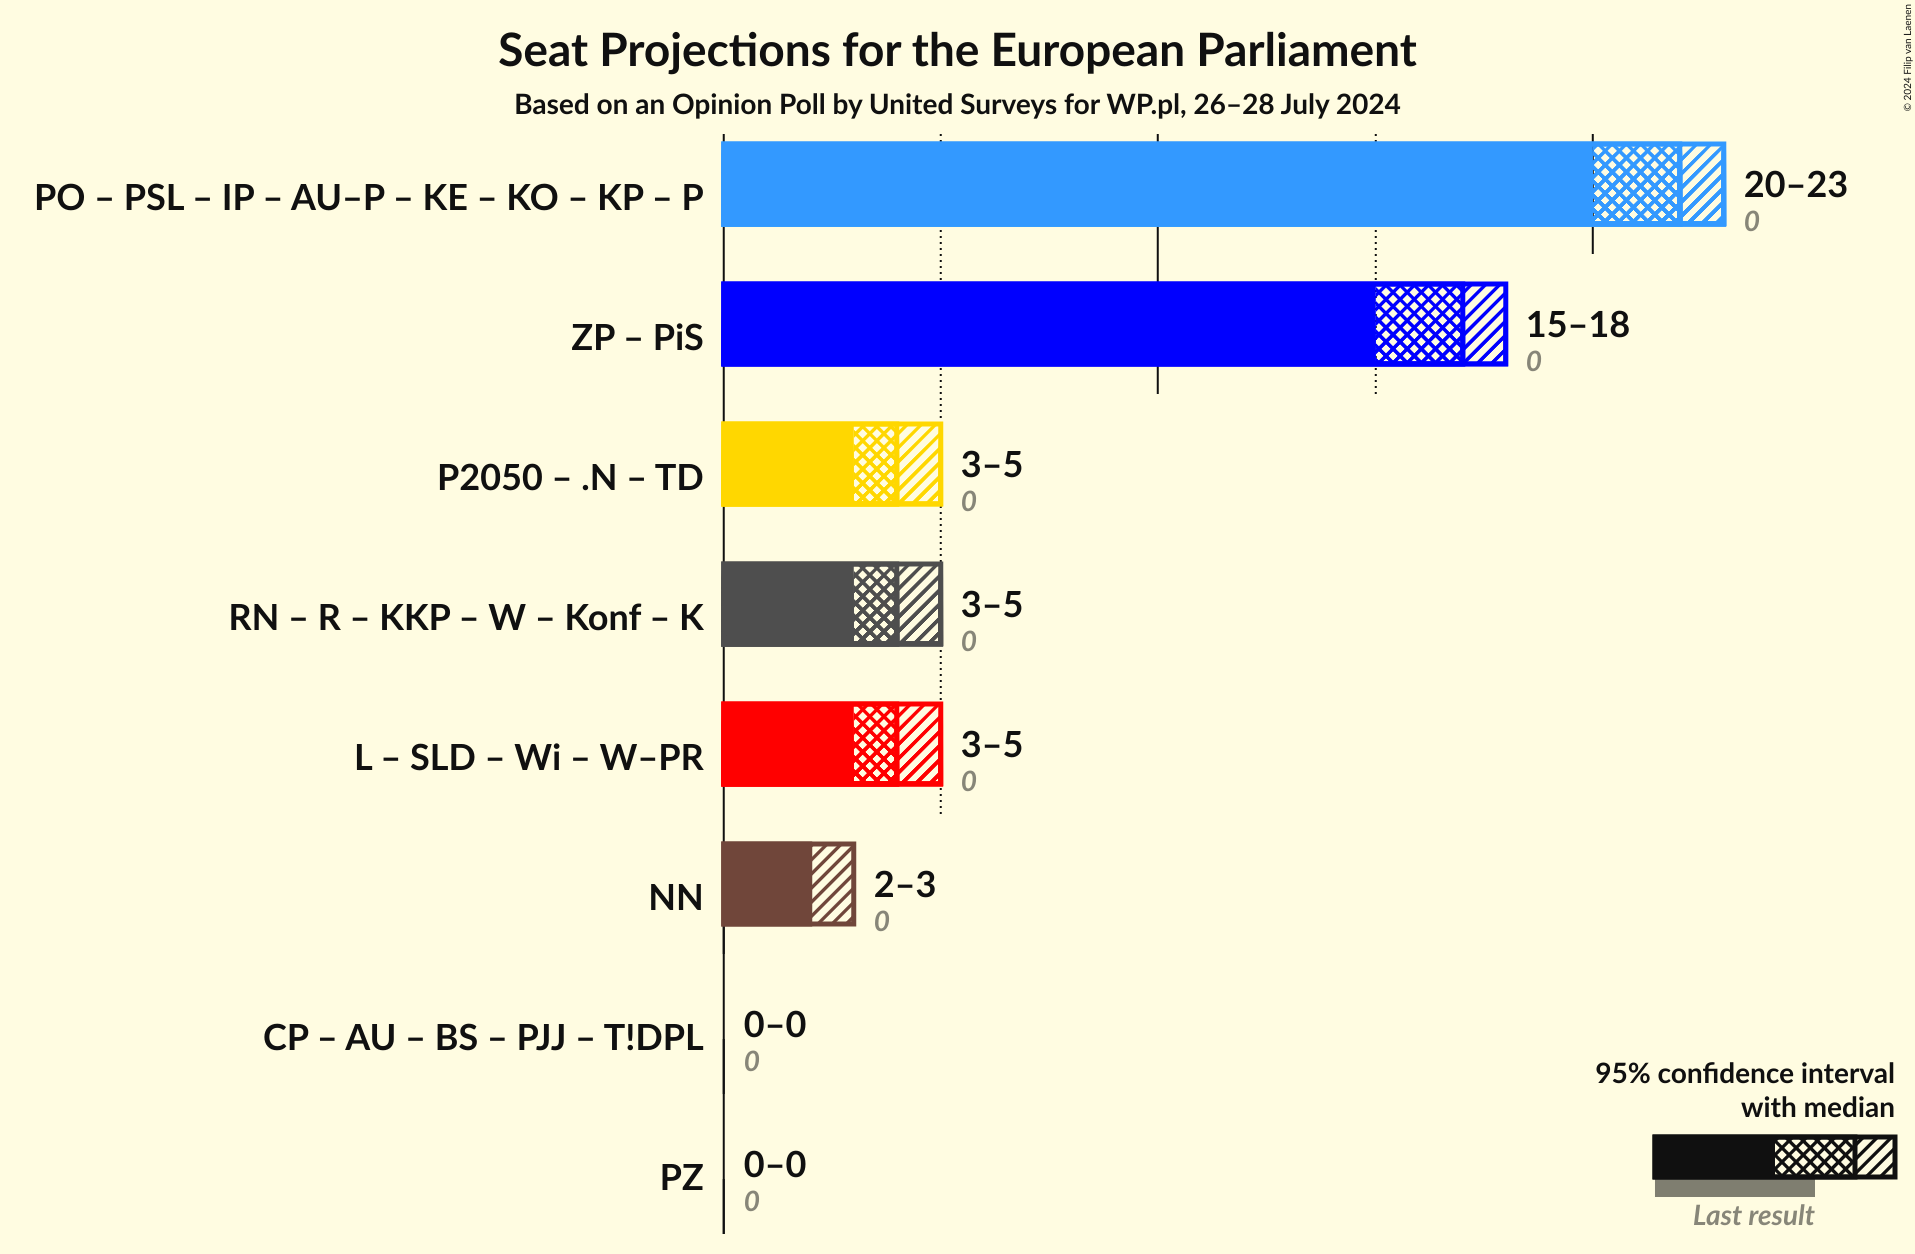 Seat Projections for the European Parliament
Based on an Opinion Poll by United Surveys for WP.pl, 26–28 July 2024
© 2024 Filip van Laenen
PO – PSL – IP – AU–P – KE – KO – KP – P
20–23
0
ZP – PiS
15–18
0
P2050 – .N – TD
3–5
0
RN – R – KKP – W – Konf – K
3–5
0
L – SLD – Wi – W–PR
3–5
0
NN
2–3
0
CP – AU – BS – PJJ – T!DPL
0–0
0
PZ
0–0
0
95% confidence interval
with median
Last result